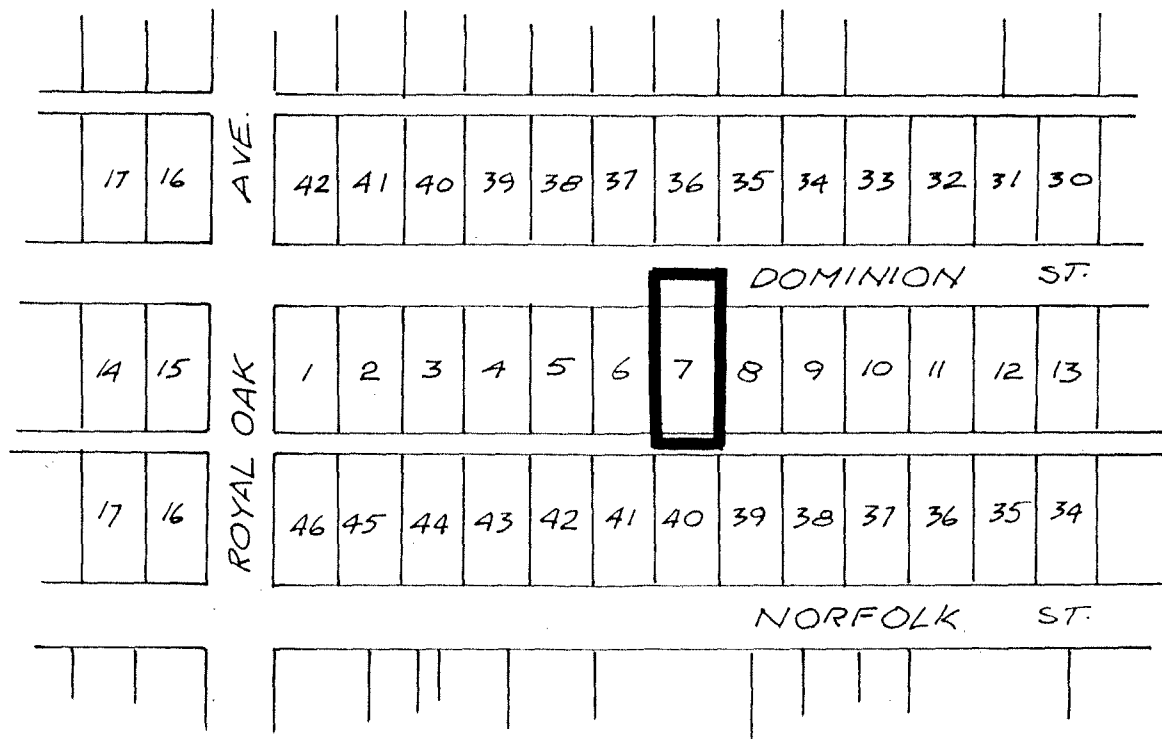 17 16 42 41 40 39 38 37 36 35 34 33 32 31 30
DOMINION ST.
14 15 1 2 3 4 5 6 7 8 9 10 11 12 13
ROYAL OAK AVE.
17 16 46 45 44 43 42 41 40 39 38 37 36 35 34
NORFOLK ST.